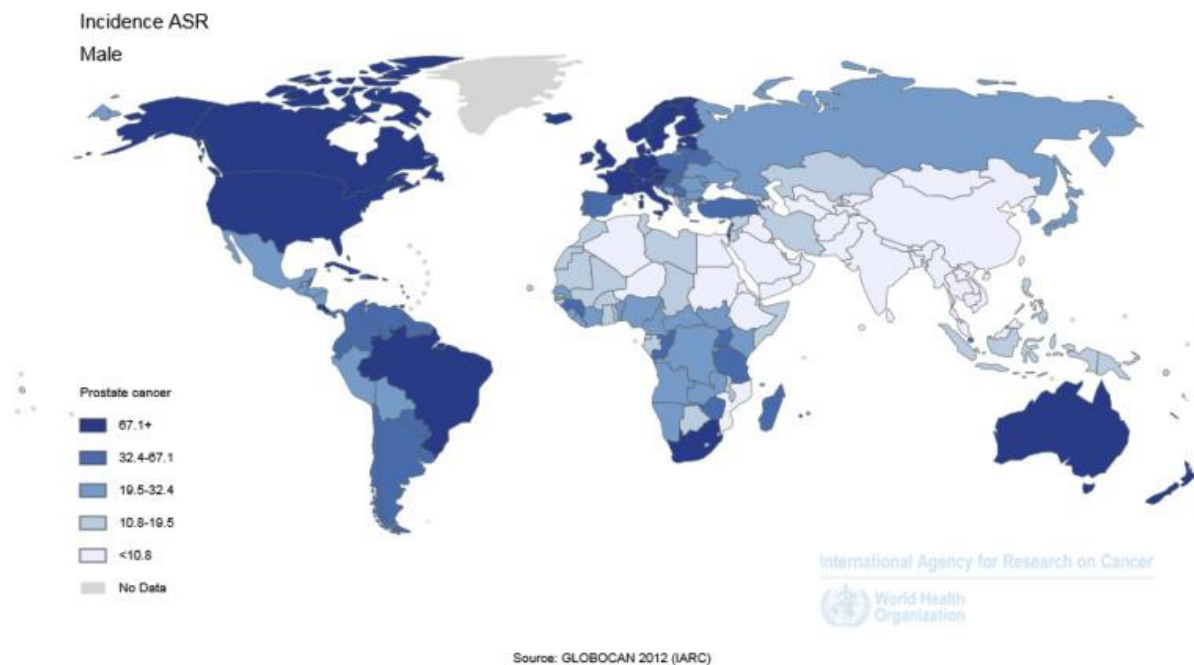 Incidence ASR
Male
Prostate cancer
67.1+
32.4-67.1
19.5-32.4
10.8-19.5
<10.8
No Data
International Agency for Research on Cancer
World Health
Organization
Source: GLOBOCAN 2012 (IARC)